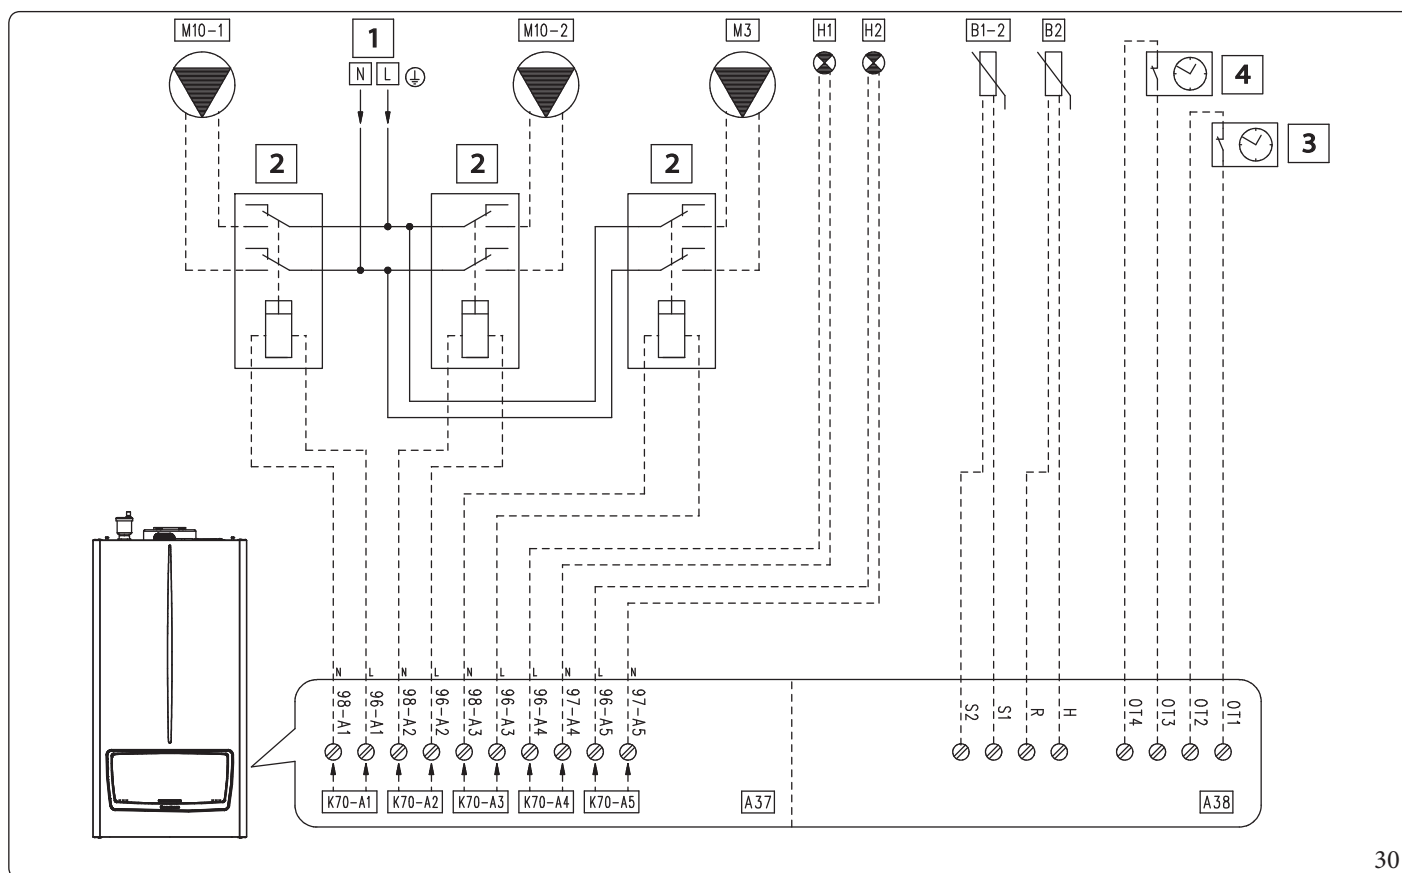 M10-1
1
M10-2
M3
H1
H2
B1-2
B2
N
L
4
3
2
2
2
N
L
N
L
N
L
L
N
L
N
98-A1
96-A1
98-A2
96-A2
98-A3
96-A3
96-A4
97-A4
96-A5
97-A5
S2
S1
R
H
OT4
OT3
OT2
OT1
K70-A1
K70-A2
K70-A3
K70-A4
K70-A5
A37
A38
30